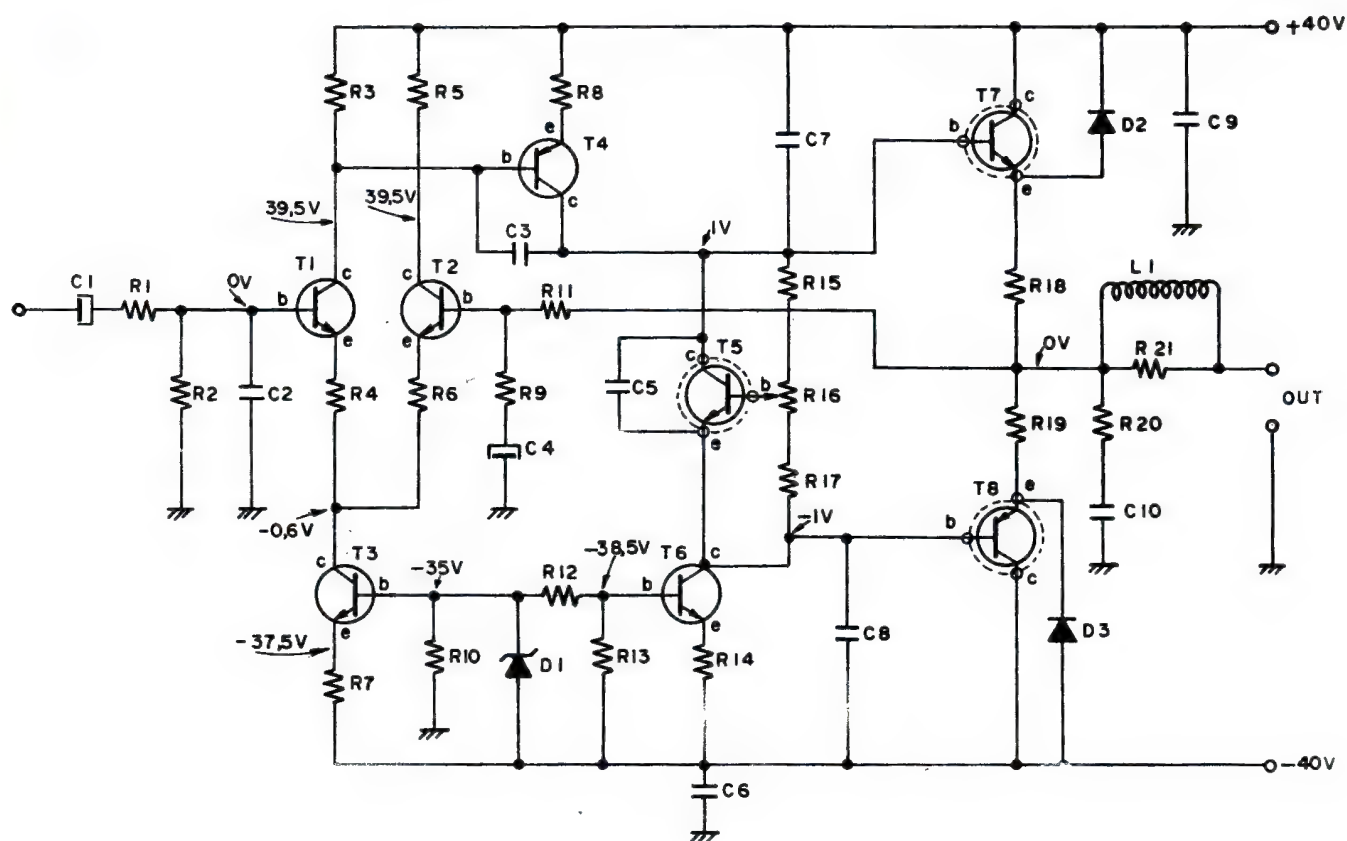 +40V
R3
R5
R8
T7
c
D2
C9
e
T4
C7
b
b
c
e
39,5V
39,5V
C3
1V
C1
R1
0V
T1
c
c
T2
R15
R18
L1
b
b
R11
e
e
T5
0V
R21
c
R2
C2
R4
R6
R9
C5
b
R16
R19
R20
OUT
e
C4
R17
T8
e
-1V
C10
-0,6V
b
T3
c
-35V
R12
-38,5V
T6
c
c
b
b
-37,5V
e
e
C8
D3
R7
R10
D1
R13
R14
-40V
C6